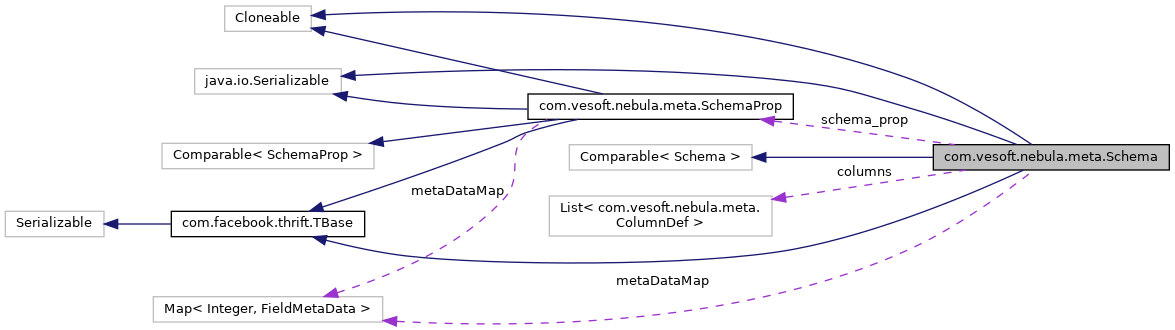 Cloneable
java.io.Serializable
com.vesoft.nebula.meta.SchemaProp
schema_prop
Comparable< SchemaProp >
Comparable< Schema >
com.vesoft.nebula.meta.Schema
columns
metaDataMap
List< com.vesoft.nebula.meta.
ColumnDef >
Serializable
com.facebook.thrift.TBase
metaDataMap
Map< Integer, FieldMetaData >